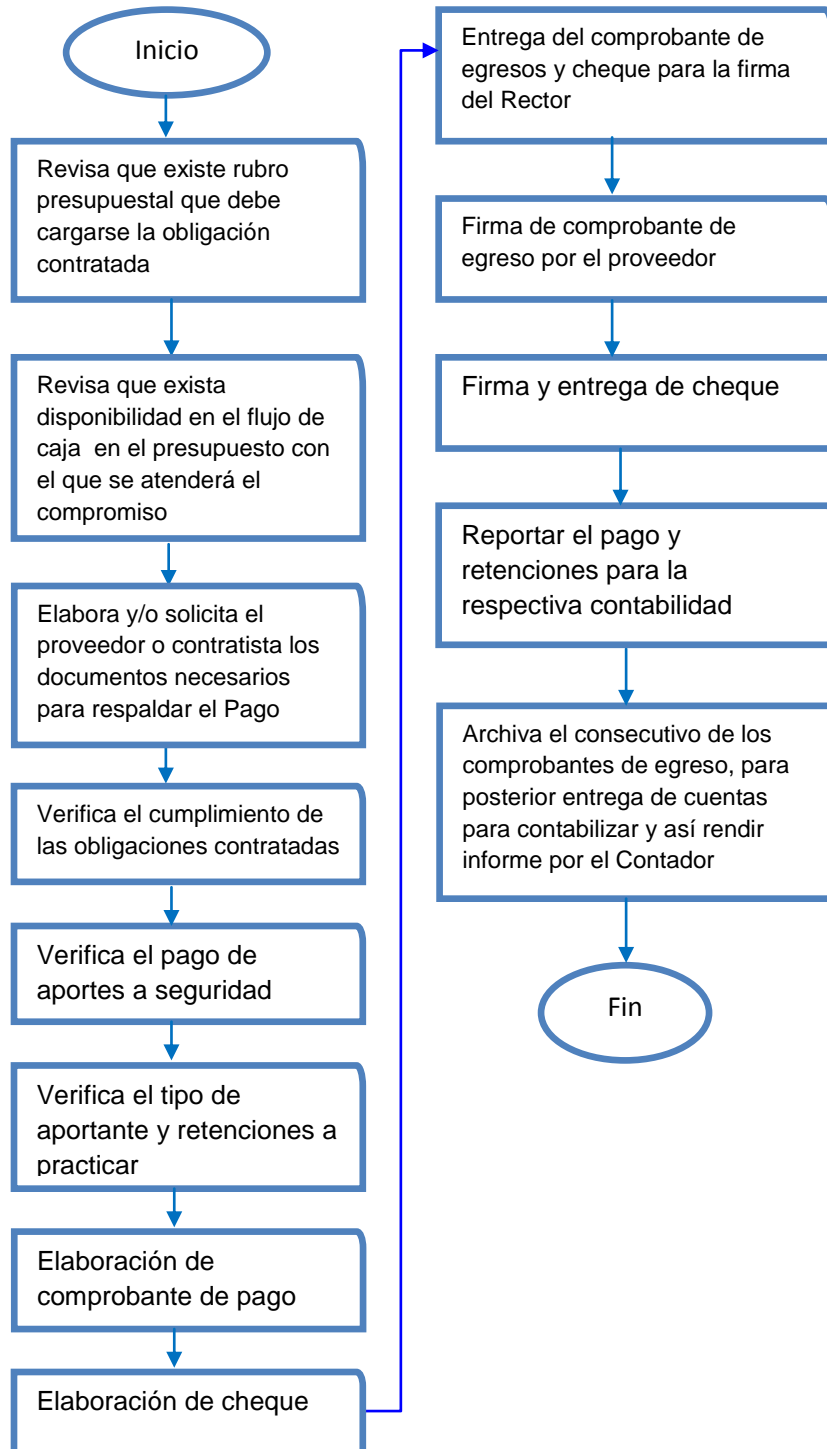 Inicio
Revisa que existe rubro
presupuestal que debe
cargarse la obligación
contratada
Revisa que exista
disponibilidad en el flujo de
caja en el presupuesto con
el que se atenderá el
compromiso
Elabora y/o solicita el
proveedor o contratista los
documentos necesarios
para respaldar el Pago
Verifica el cumplimiento de
las obligaciones contratadas
Verifica el pago de
aportes a seguridad
Verifica el tipo de
aportante y retenciones a
practicar
Elaboración de
comprobante de pago
Elaboración de cheque
Entrega del comprobante de
egresos y cheque para la firma
del Rector
Firma de comprobante de
egreso por el proveedor
Firma y entrega de cheque
Reportar el pago y
retenciones para la
respectiva contabilidad
Archiva el consecutivo de los
comprobantes de egreso, para
posterior entrega de cuentas
para contabilizar y así rendir
informe por el Contador
Fin